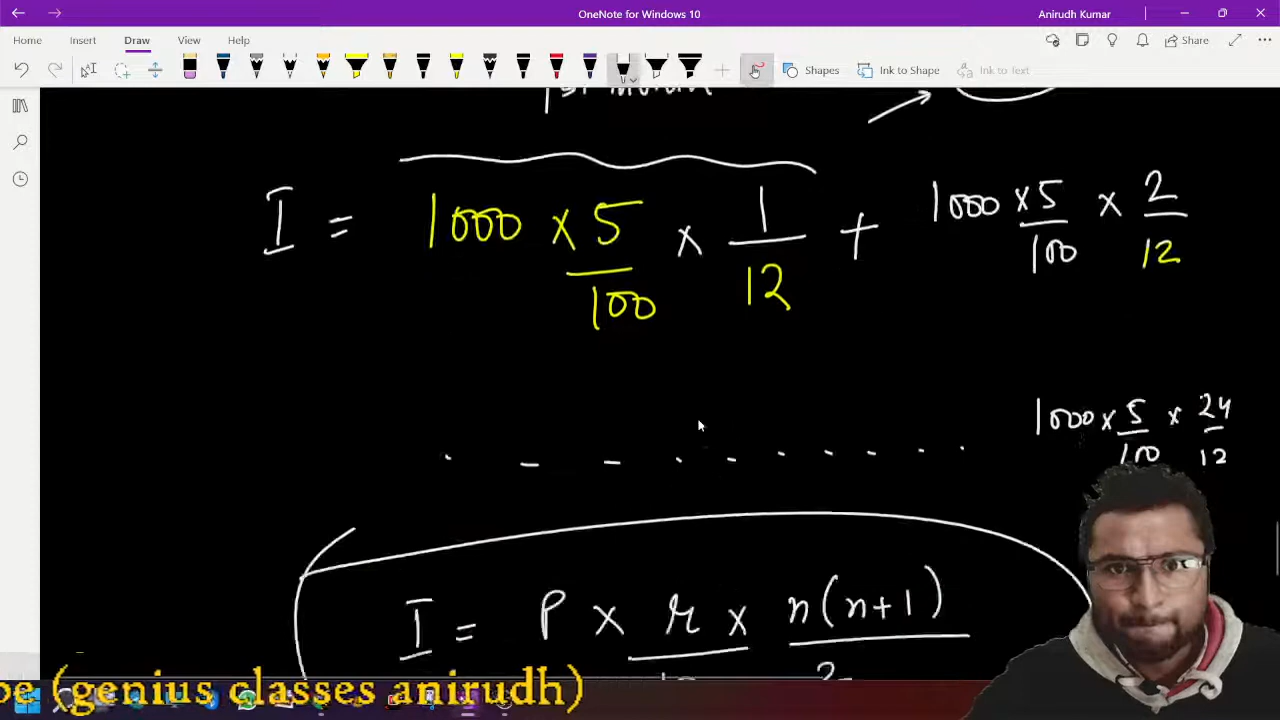 OneNote for Windows 10
Anirudh Kumar
Home Insert Draw View Help
Share
Shapes
Ink to Shape
Ink to Text
I = 1000 × 5/100 × 1/12 + 1000 × 5/100 × 2/12
1000 × 5/100 × 24/12
I = P × r × n(n+1)
(genius classes anirudh)